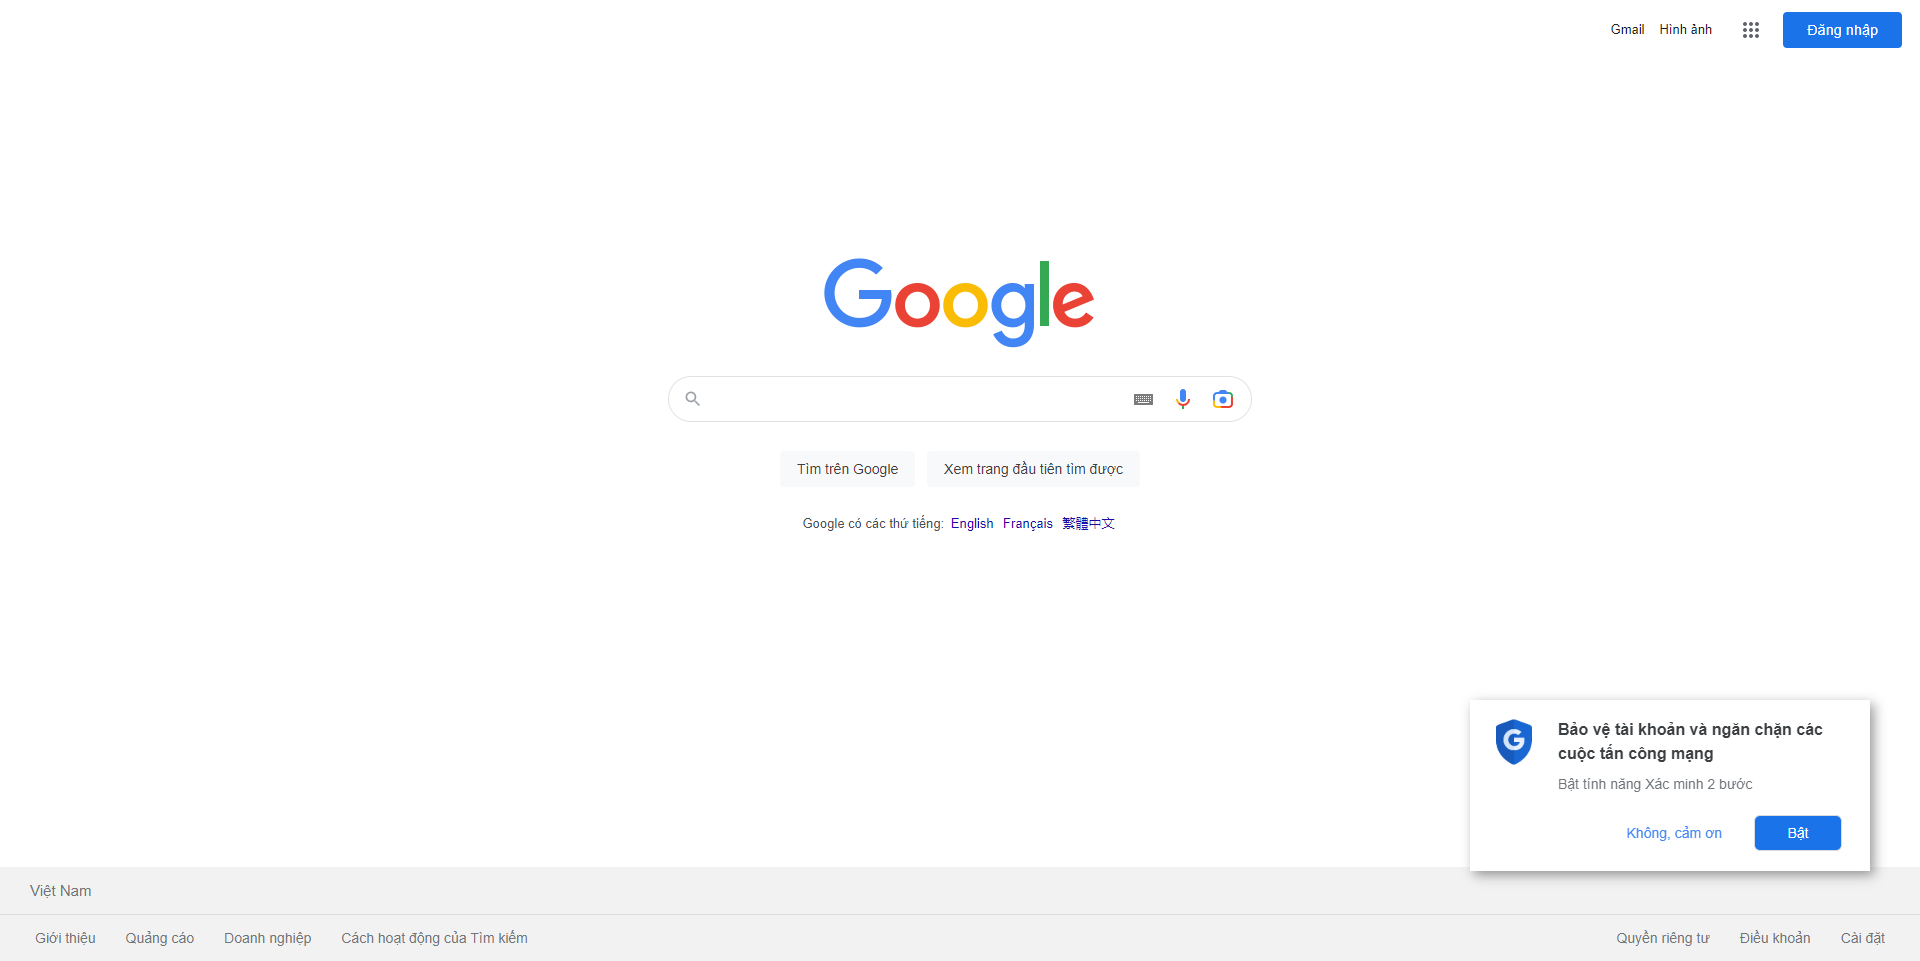 Gmail Hình ảnh Đăng nhập
Google
Tìm trên Google Xem trang đầu tiên tìm được
Google có các thứ tiếng: English Français 繁體中文
Bảo vệ tài khoản và ngăn chặn các
cuộc tấn công mạng
Bật tính năng Xác minh 2 bước
Không, cảm ơn Bật
Việt Nam
Giới thiệu Quảng cáo Doanh nghiệp Cách hoạt động của Tìm kiếm Quyền riêng tư Điều khoản Cài đặt